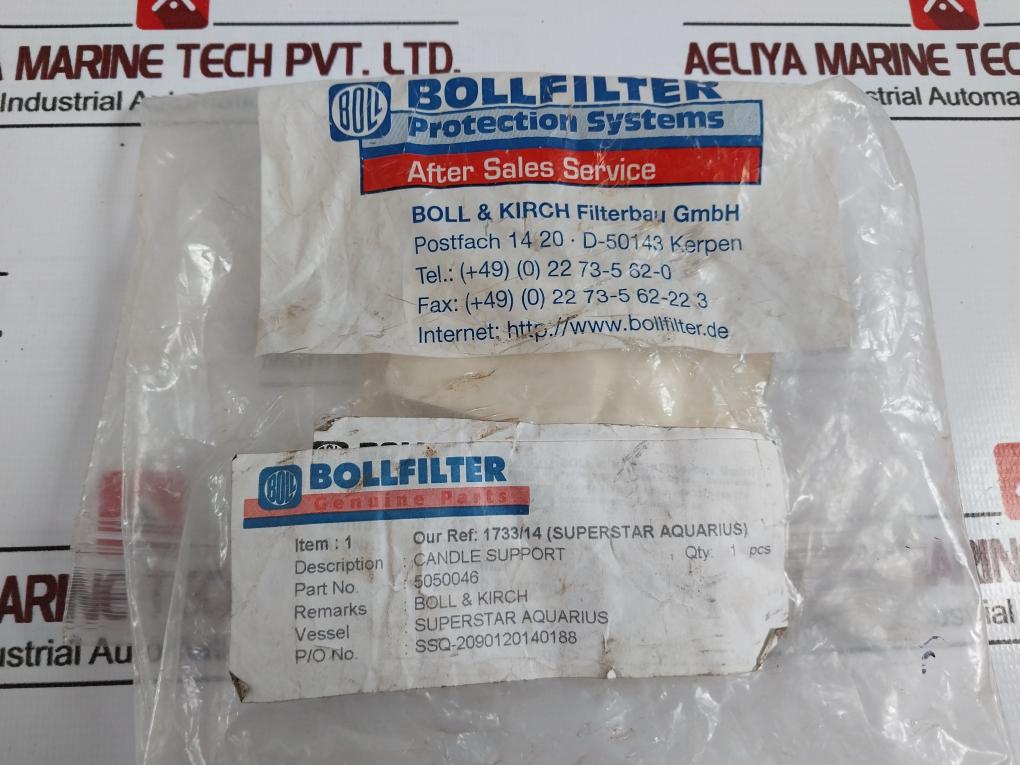 A MARINE TECH PVT. LTD.
Industrial A
AELIYA MARINE TEC
strial Automa
BOLL
BOLLFILTER
Protection Systems
After Sales Service
BOLL & KIRCH Filterbau GmbH
Postfach 14 20 · D-50143 Kerpen
Tel.: (+49) (0) 22 73-5 62-0
Fax: (+49) (0) 22 73-5 62-22 3
Internet: http://www.bollfilter.de
BOLL
BOLLFILTER
Genuine Parts
Item : 1 Our Ref: 1733/14 (SUPERSTAR AQUARIUS)
Description : CANDLE SUPPORT Qty: 1 pcs
Part No. : 5050046
Remarks : BOLL & KIRCH
Vessel : SUPERSTAR AQUARIUS
P/O No. : SSQ-2090120140188
ARI
ustrial Au
MARINE
ial Autom